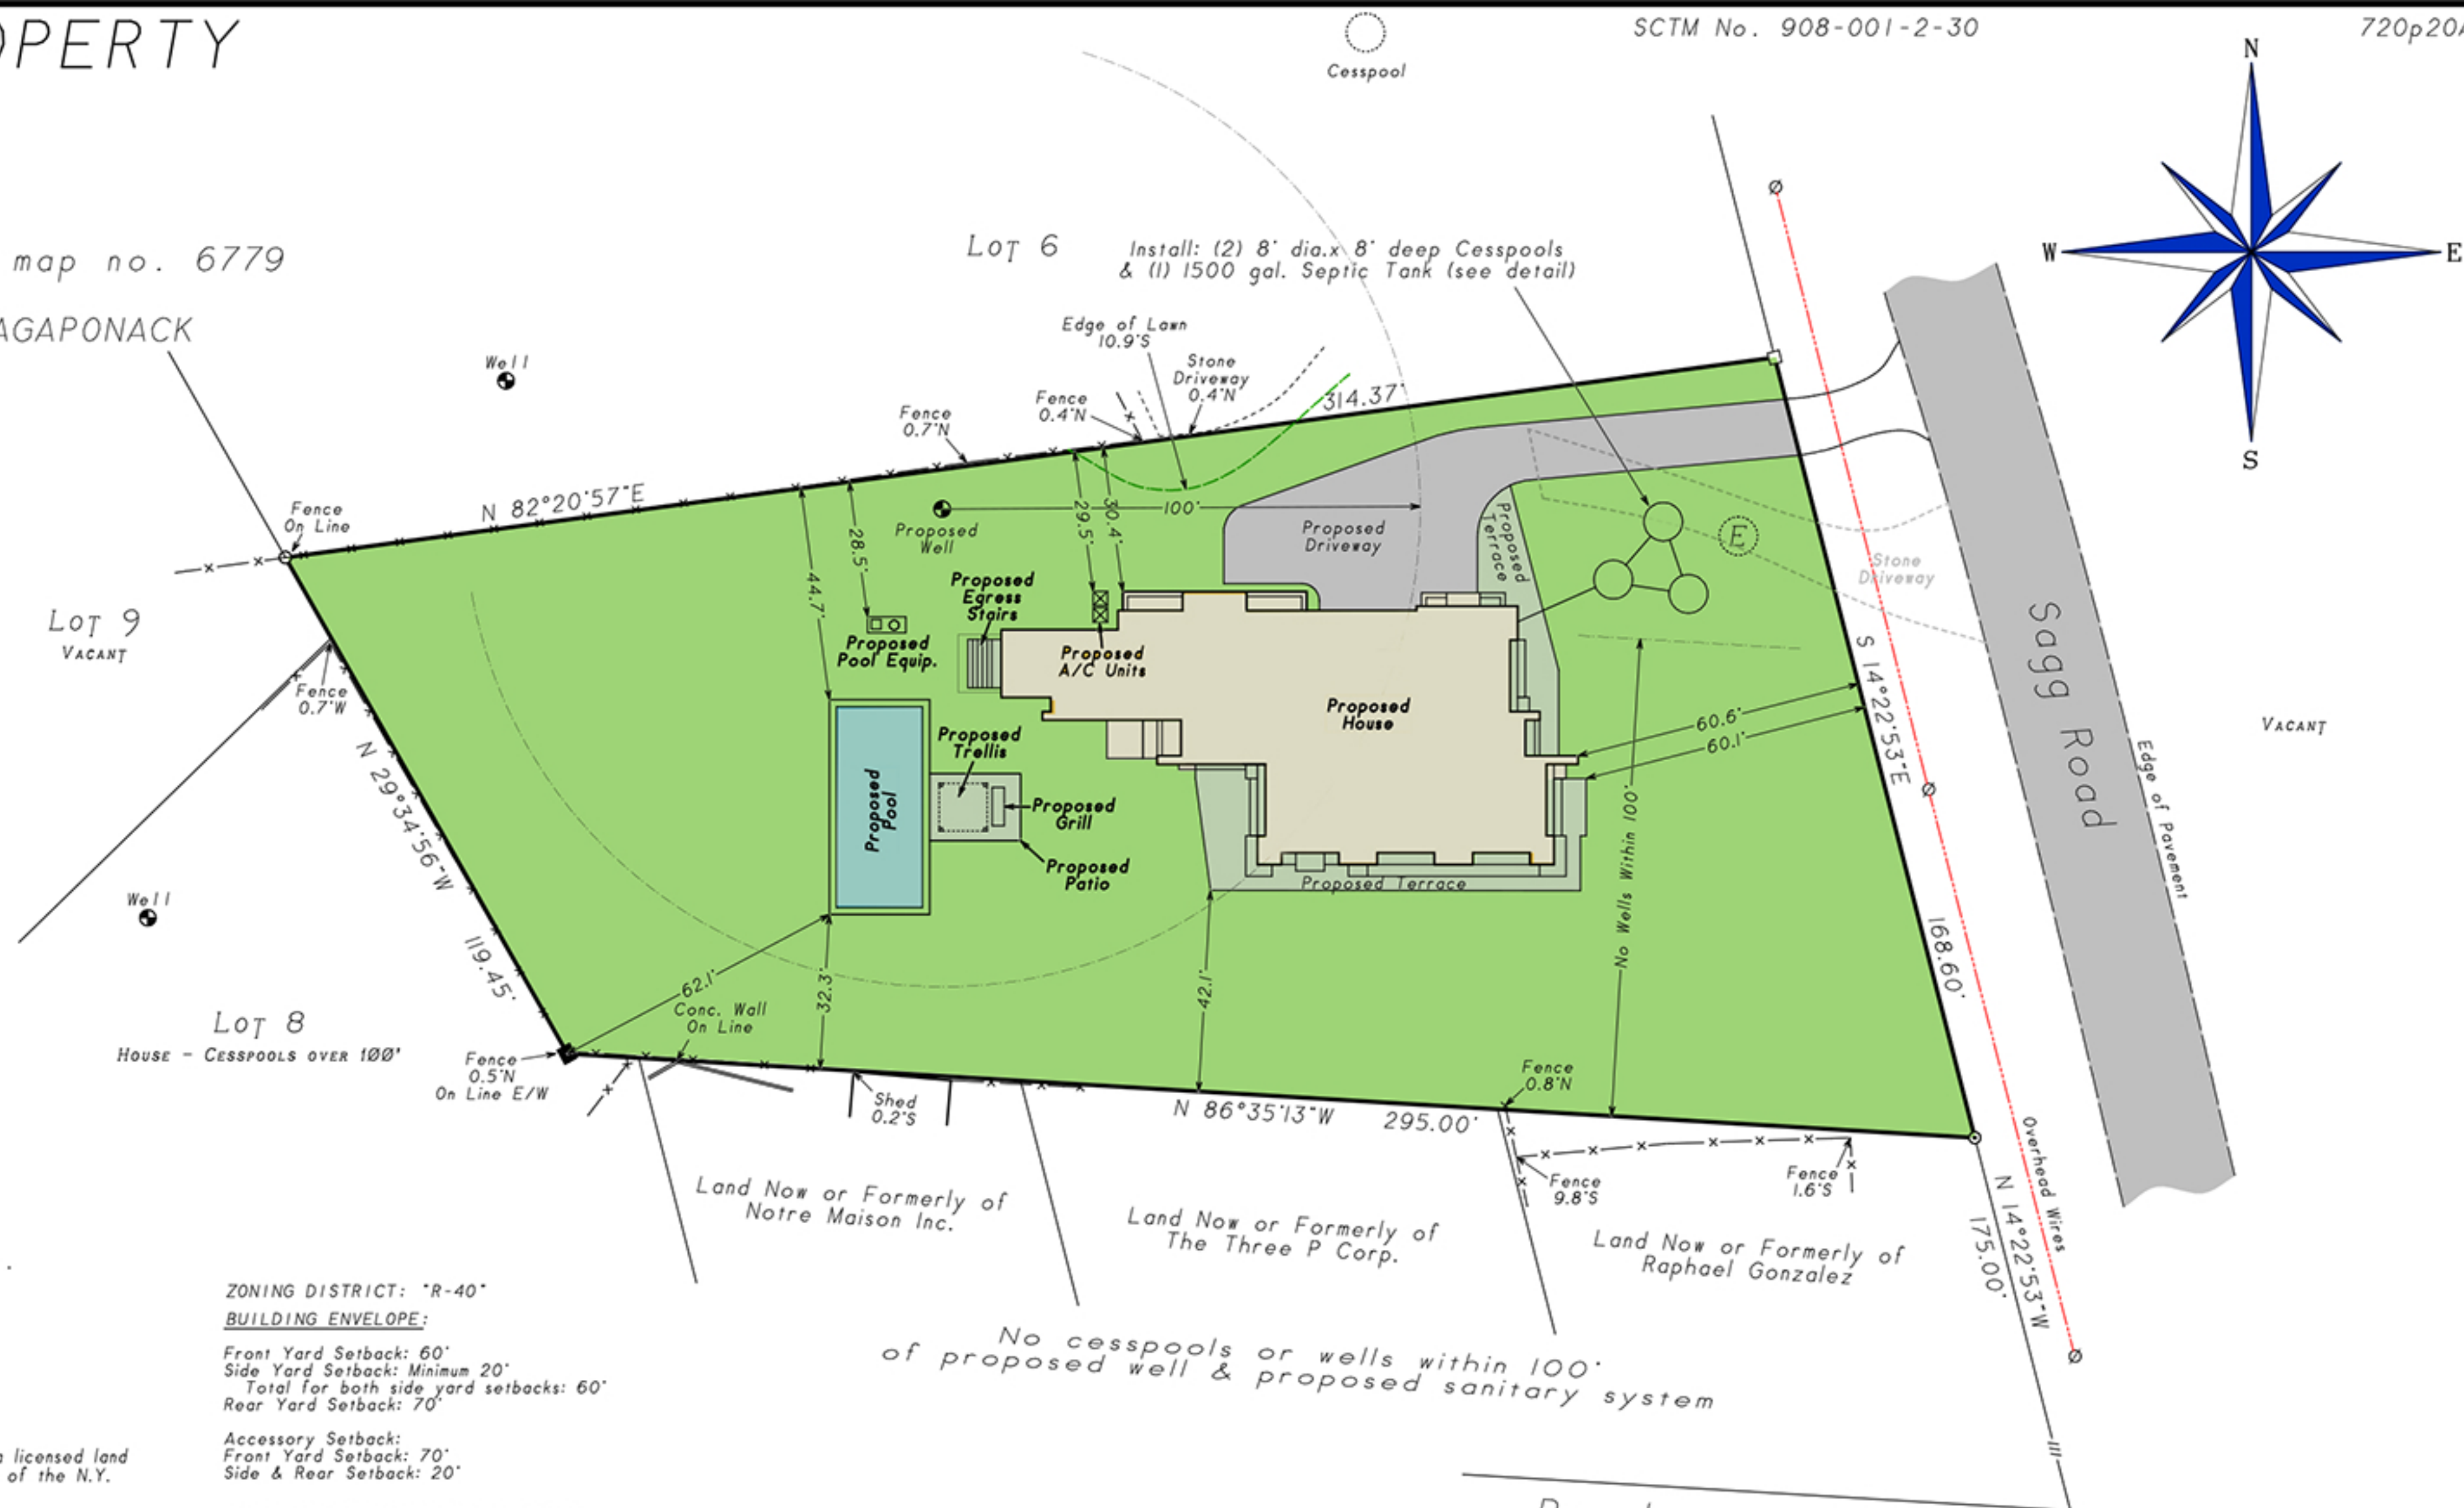 OPERTY
SCTM No. 908-001-2-30
720p20A
Cesspool
N
W
E
S
map no. 6779
AGAPONACK
LOT 6
Install: (2) 8' dia.x 8' deep Cesspools
& (1) 1500 gal. Septic Tank (see detail)
Edge of Lawn
10.9'S
Stone
Driveway
0.4'N
Fence
0.4'N
Fence
0.7'N
314.37'
Well
N 82°20'57"E
Fence
On Line
Proposed
Well
100'
29.5'
30.4'
28.5'
44.7'
Proposed
Driveway
Proposed
Terrace
E
Stone
Driveway
Proposed
Egress
Stairs
Proposed
Pool Equip.
Proposed
A/C Units
Proposed
House
LOT 9
VACANT
Fence
0.7'W
N 29°34'56"W
119.45'
Proposed
Trellis
Proposed
Pool
Proposed
Grill
Proposed
Patio
Proposed Terrace
60.6'
60.1'
No Wells Within 100'
S 14°22'53"E
168.60'
Sagg Road
Edge of Pavement
VACANT
Well
62.1'
32.3'
42.1'
Conc. Wall
On Line
LOT 8
HOUSE - CESSPOOLS OVER 100'
Fence
0.5'N
On Line E/W
Shed
0.2'S
N 86°35'13"W 295.00'
Fence
0.8'N
Fence
9.8'S
Fence
1.6'S
Overhead Wires
N 14°22'53"W
175.00'
Land Now or Formerly of
Notre Maison Inc.
Land Now or Formerly of
The Three P Corp.
Land Now or Formerly of
Raphael Gonzalez
No cesspools or wells within 100'
of proposed well & proposed sanitary system
ZONING DISTRICT: "R-40"
BUILDING ENVELOPE:
Front Yard Setback: 60'
Side Yard Setback: Minimum 20'
Total for both side yard setbacks: 60'
Rear Yard Setback: 70'
Accessory Setback:
Front Yard Setback: 70'
Side & Rear Setback: 20'
licensed land
of the N.Y.